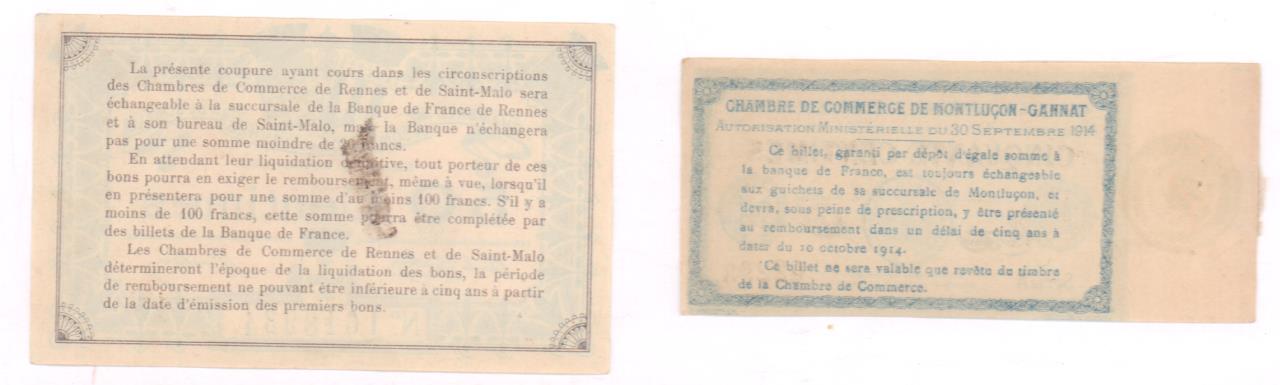 La présente coupure ayant cours dans les circonscriptions
des Chambres de Commerce de Rennes et de Saint-Malo sera
échangeable à la succursale de la Banque de France de Rennes
et à son bureau de Saint-Malo, mais la Banque n'échangera
pas pour une somme moindre de francs.
En attendant leur liquidation définitive, tout porteur de ces
bons pourra en exiger le remboursement, même à vue, lorsqu'il
en présentera pour une somme d'au moins 100 francs. S'il y a
moins de 100 francs, cette somme pourra être complétée par
des billets de la Banque de France.
Les Chambres de Commerce de Rennes et de Saint-Malo
détermineront l'époque de la liquidation des bons, la période
de remboursement ne pouvant être inférieure à cinq ans à partir
de la date d'émission des premiers bons.
CHAMBRE DE COMMERCE DE MONTLUÇON-GANNAT
AUTORISATION MINISTÉRIELLE DU 30 SEPTEMBRE 1914
Ce billet, garanti par dépôt d'égale somme à
la banque de France, est toujours échangeable
aux guichets de sa succursale de Montluçon, et
devra, sous peine de prescription, y être présenté
au remboursement dans un délai de cinq ans à
dater du 10 octobre 1914.
Ce billet ne sera valable que revêtu du timbre
de la Chambre de Commerce.